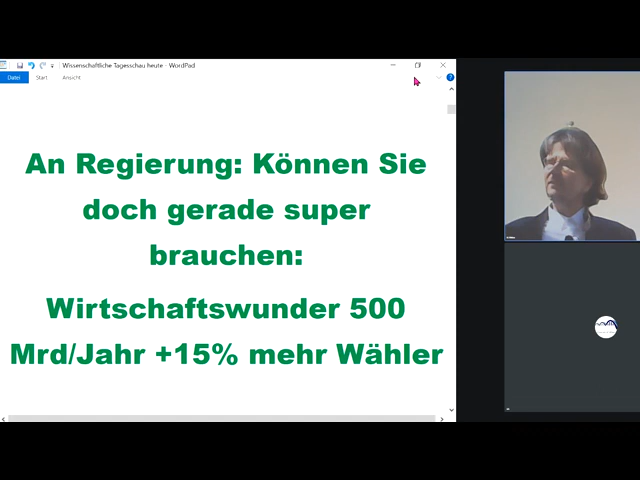 Wissenschaftliche Tagesschau heute - WordPad
Datei Start Ansicht
An Regierung: Können Sie
doch gerade super
brauchen:
Wirtschaftswunder 500
Mrd/Jahr +15% mehr Wähler